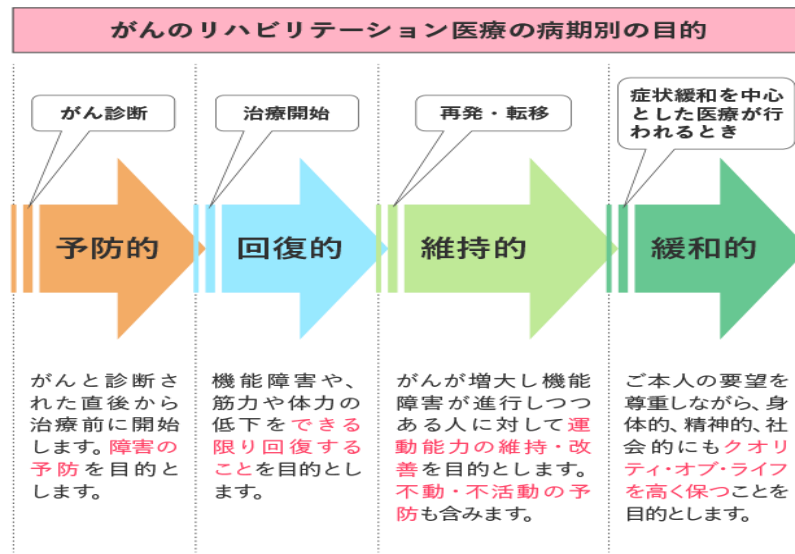 がんのリハビリテーション医療の病期別の目的
がん診断
治療開始
再発・転移
症状緩和を中心
とした医療が行
われるとき
予防的
回復的
維持的
緩和的
がんと診断さ
れた直後から
治療前に開始
します。障害の
予防を目的と
します。
機能障害や、
筋力や体力の
低下をできる
限り回復する
ことを目的とし
ます。
がんが増大し機能
障害が進行しつつ
ある人に対して運
動能力の維持・改
善を目的とします。
不動・不活動の予
防も含みます。
ご本人の要望を
尊重しながら、身
体的、精神的、社
会的にもクオリ
ティ・オブ・ライフ
を高く保つことを
目的とします。